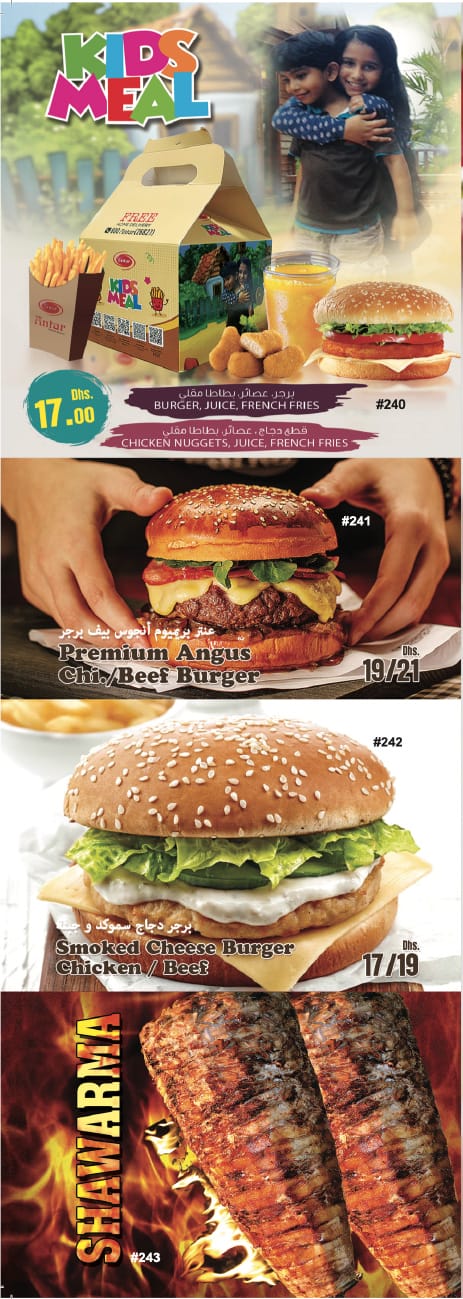 KIDS
MEAL
FREE
HOME DELIVERY
600/Antar(26827)
KIDS
MEAL
Antar
Antar
Dhs.
17.00
برجر، عصائر، بطاطا مقلي
BURGER, JUICE, FRENCH FRIES
#240
قطع دجاج، عصائر، بطاطا مقلي
CHICKEN NUGGETS, JUICE, FRENCH FRIES
#241
عنتر بريميوم أنجوس بيف برجر
Premium Angus
Chi./Beef Burger
Dhs.
19/21
#242
برجر دجاج سموكد و جبنة
Smoked Cheese Burger
Chicken / Beef
Dhs.
17/19
SHAWARMA
#243